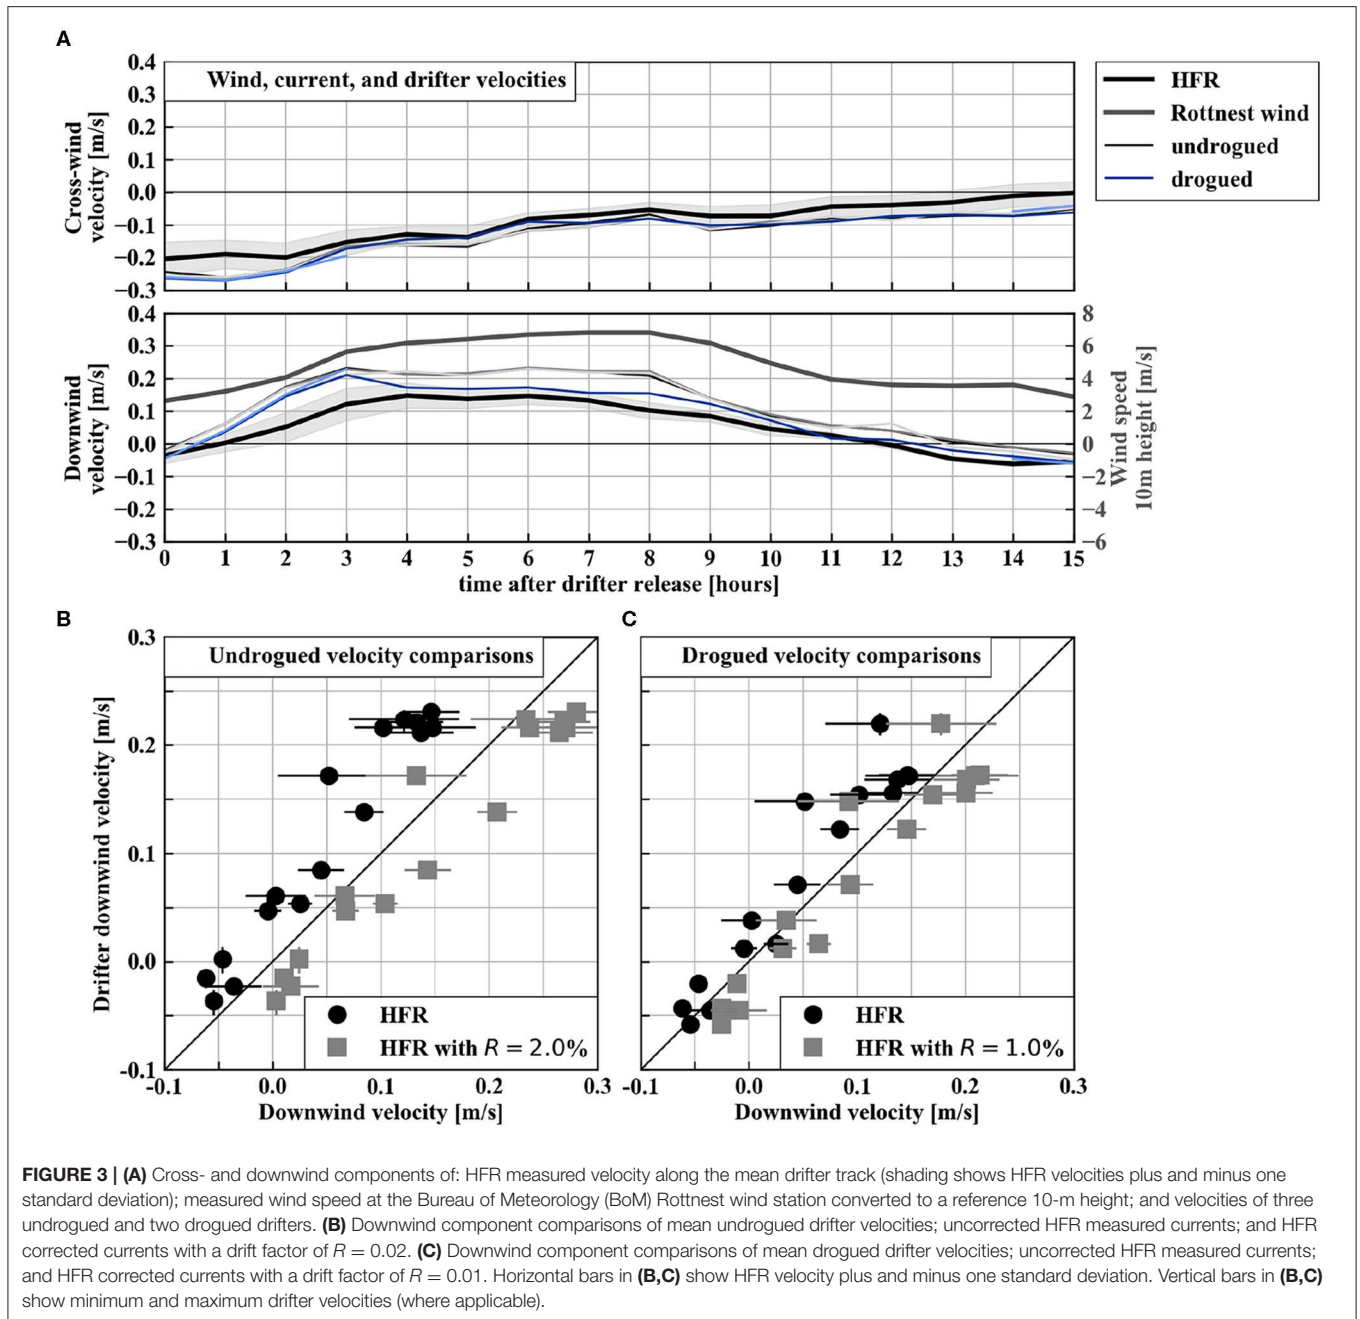 A
Wind, current, and drifter velocities
HFR
Rottnest wind
undrogued
drogued
Cross-wind
velocity [m/s]
0.4
0.3
0.2
0.1
0.0
−0.1
−0.2
−0.3
Downwind
velocity [m/s]
0.4
0.3
0.2
0.1
0.0
−0.1
−0.2
−0.3
8
6
4
2
0
−2
−4
−6
Wind speed
10m height [m/s]
0 1 2 3 4 5 6 7 8 9 10 11 12 13 14 15
time after drifter release [hours]
B
Undrogued velocity comparisons
Drifter downwind velocity [m/s]
0.3
0.2
0.1
0.0
-0.1
HFR
HFR with R = 2.0%
-0.1 0.0 0.1 0.2 0.3
Downwind velocity [m/s]
C
Drogued velocity comparisons
HFR
HFR with R = 1.0%
-0.1 0.0 0.1 0.2 0.3
Downwind velocity [m/s]
FIGURE 3 | (A) Cross- and downwind components of: HFR measured velocity along the mean drifter track (shading shows HFR velocities plus and minus one
standard deviation); measured wind speed at the Bureau of Meteorology (BoM) Rottnest wind station converted to a reference 10-m height; and velocities of three
undrogued and two drogued drifters. (B) Downwind component comparisons of mean undrogued drifter velocities; uncorrected HFR measured currents; and HFR
corrected currents with a drift factor of R = 0.02. (C) Downwind component comparisons of mean drogued drifter velocities; uncorrected HFR measured currents;
and HFR corrected currents with a drift factor of R = 0.01. Horizontal bars in (B,C) show HFR velocity plus and minus one standard deviation. Vertical bars in (B,C)
show minimum and maximum drifter velocities (where applicable).